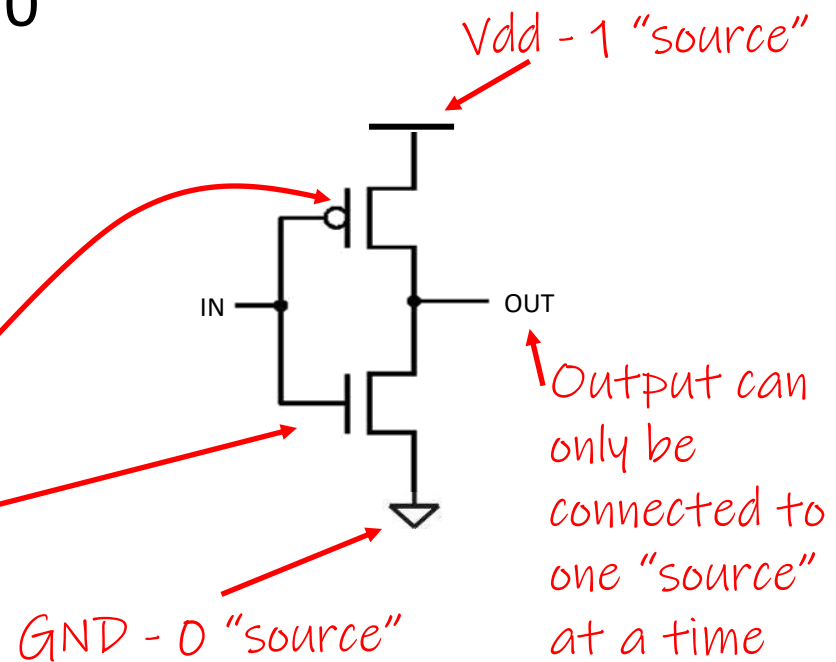 0
Vdd - 1 “source”
IN
OUT
Output can
only be
connected to
one “source”
at a time
GND - 0 “source”